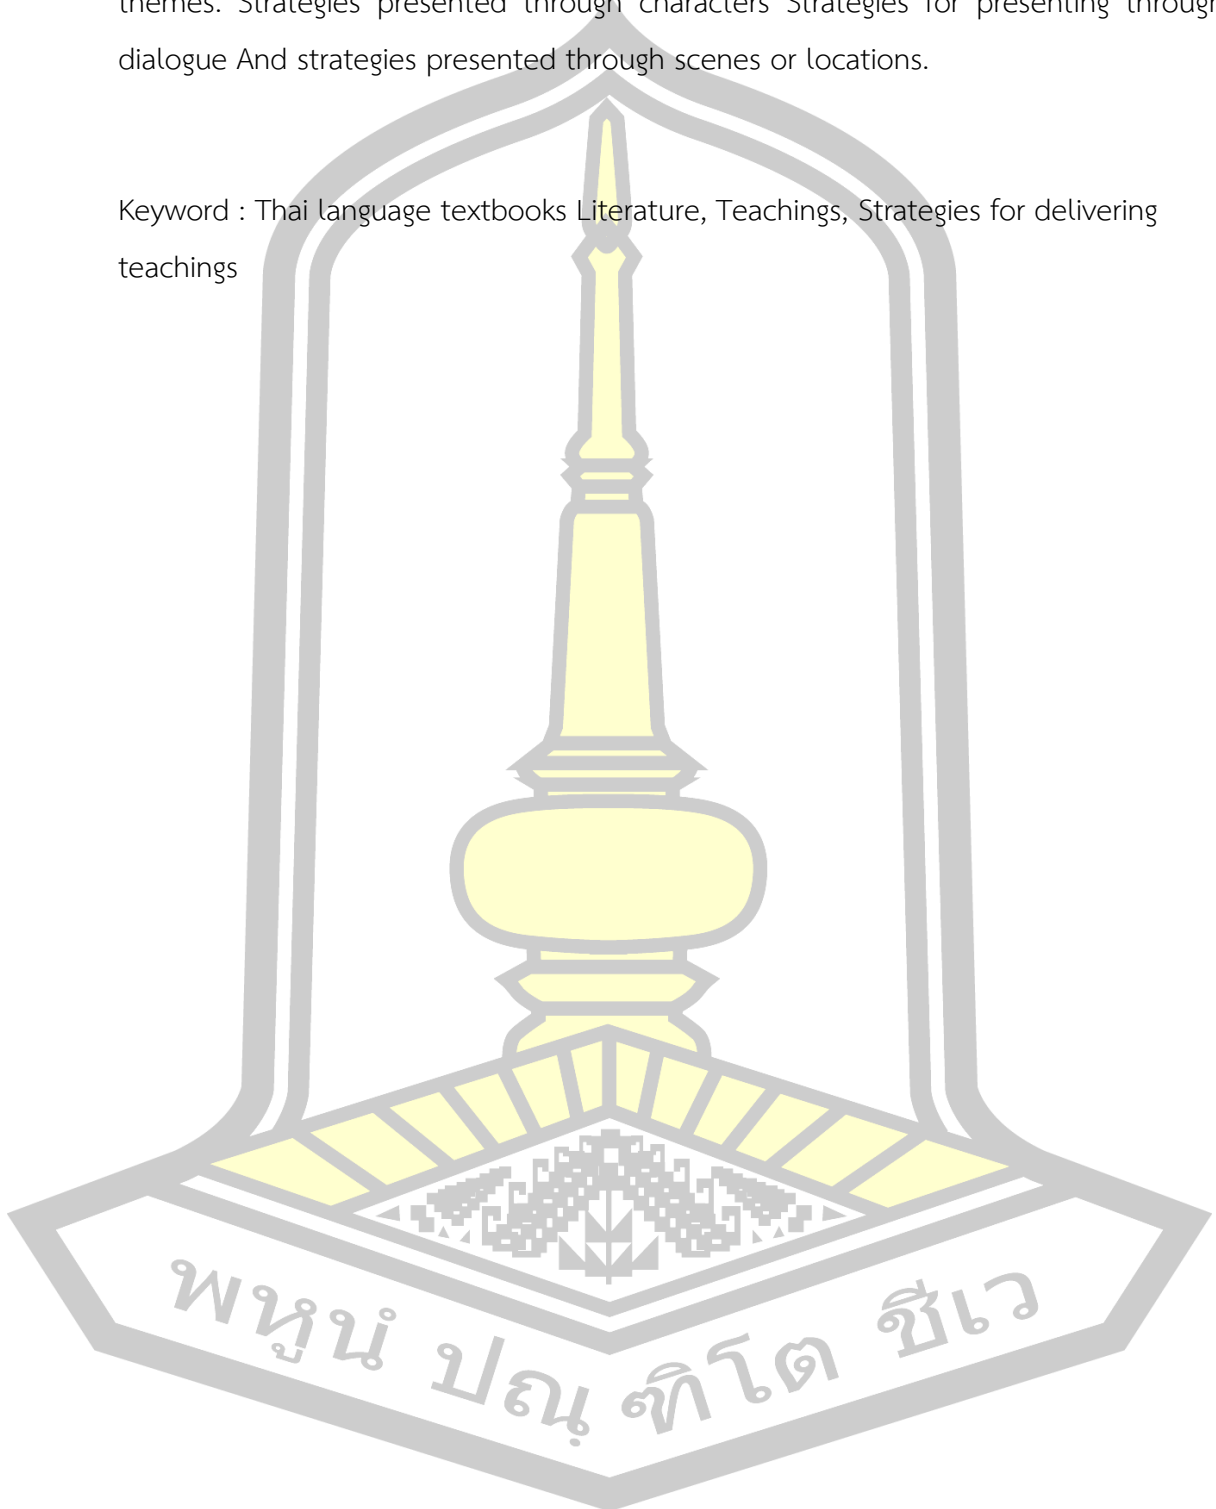 themes. Strategies presented through characters Strategies for presenting through
dialogue And strategies presented through scenes or locations.
Keyword : Thai language textbooks Literature, Teachings, Strategies for delivering
teachings
พหูนํ ปณฺฑิโต ชีเว